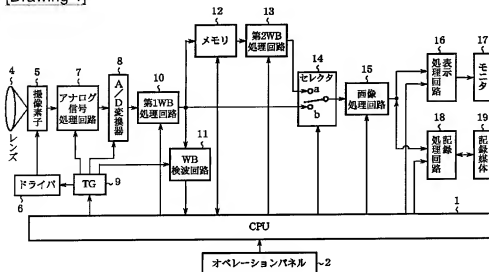 [Drawing 1]
12
メモリ
13
第2WB
処理回路
14
セレクタ
a
b
15
画像
処理回路
16
表示
処理回路
17
モニタ
4
レンズ
5
撮像
素子
7
アナログ
信号
処理回路
8
A/D変換器
10
第1WB
処理回路
11
WB
検波回路
18
記録
処理回路
19
記録
媒体
ドライバ
6
TG
9
CPU
1
オペレーションパネル
2